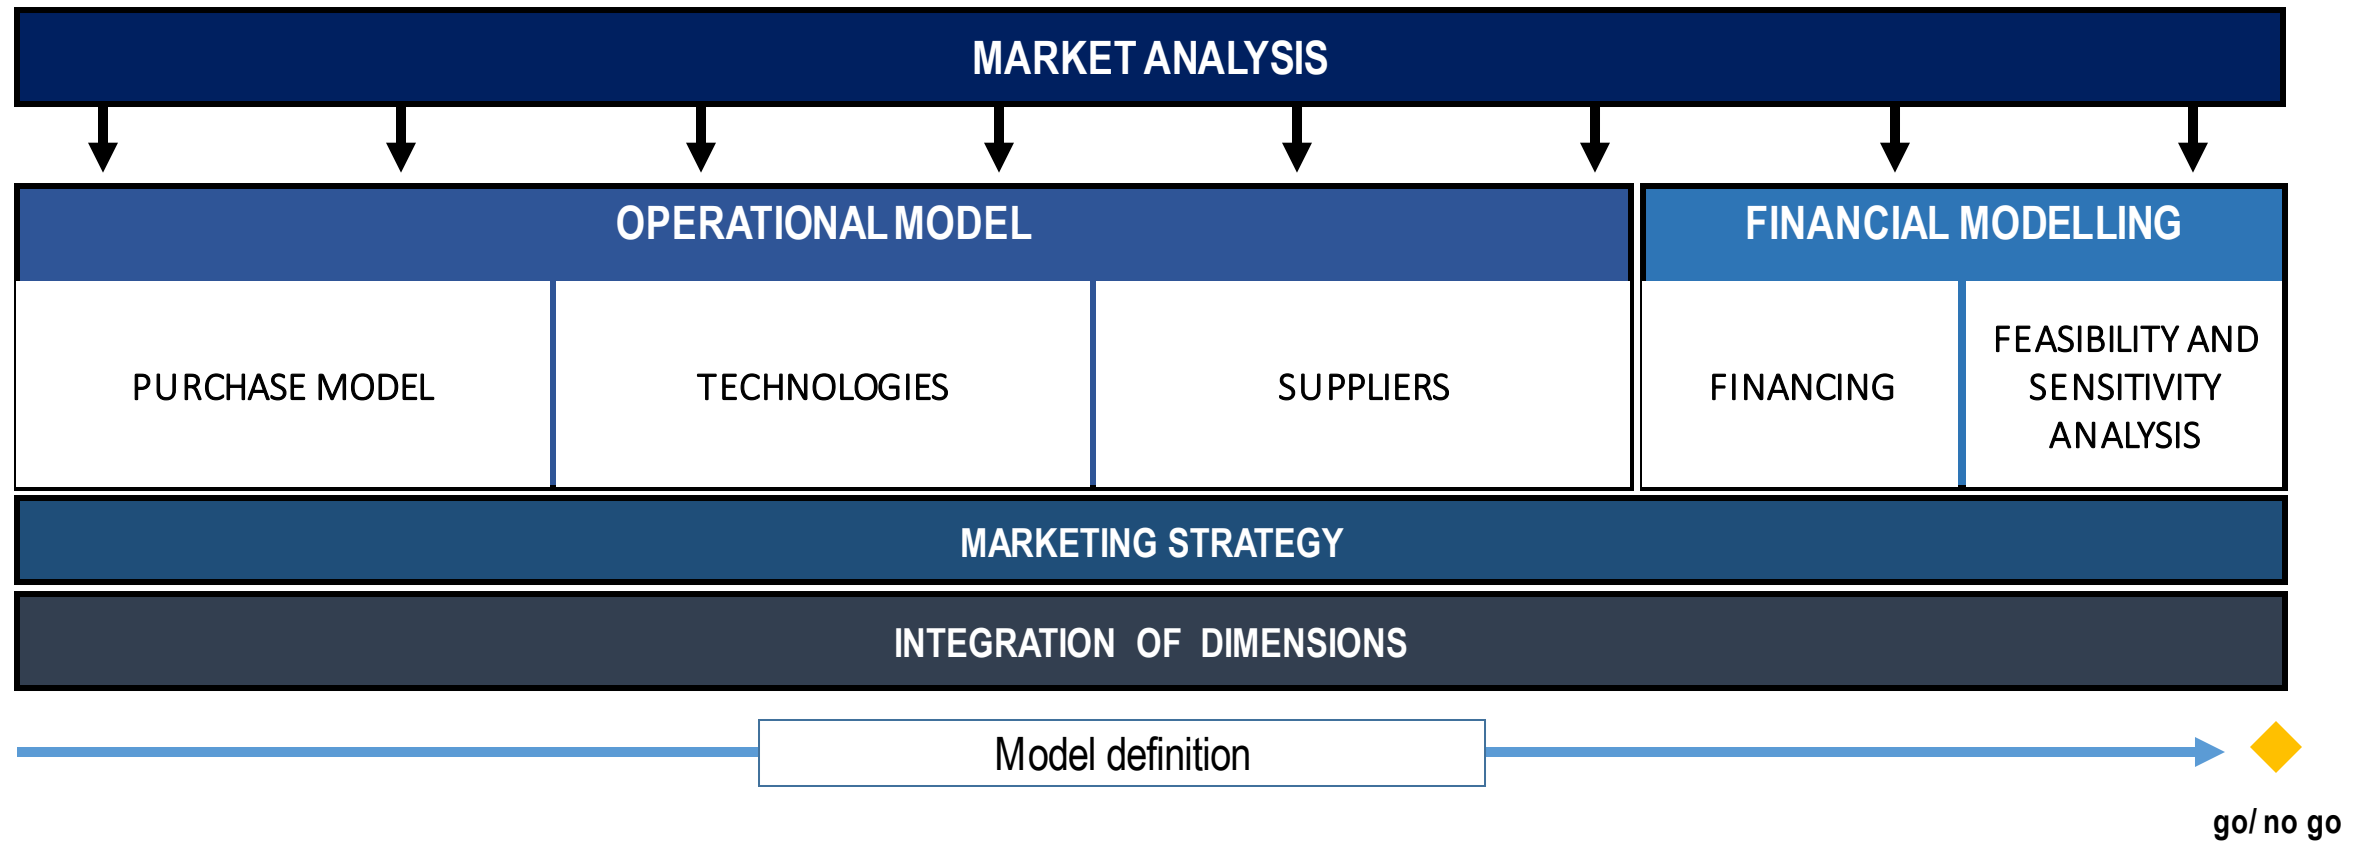 MARKET ANALYSIS
OPERATIONAL MODEL
FINANCIAL MODELLING
PURCHASE MODEL
TECHNOLOGIES
SUPPLIERS
FINANCING
FEASIBILITY AND
SENSITIVITY
ANALYSIS
MARKETING STRATEGY
INTEGRATION OF DIMENSIONS
Model definition
go/ no go